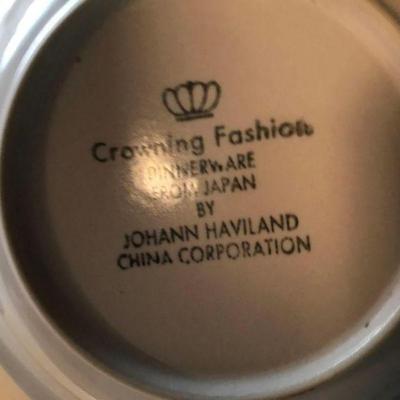 Crowning Fashion
DINNERWARE
FROM JAPAN
BY
JOHANN HAVILAND
CHINA CORPORATION